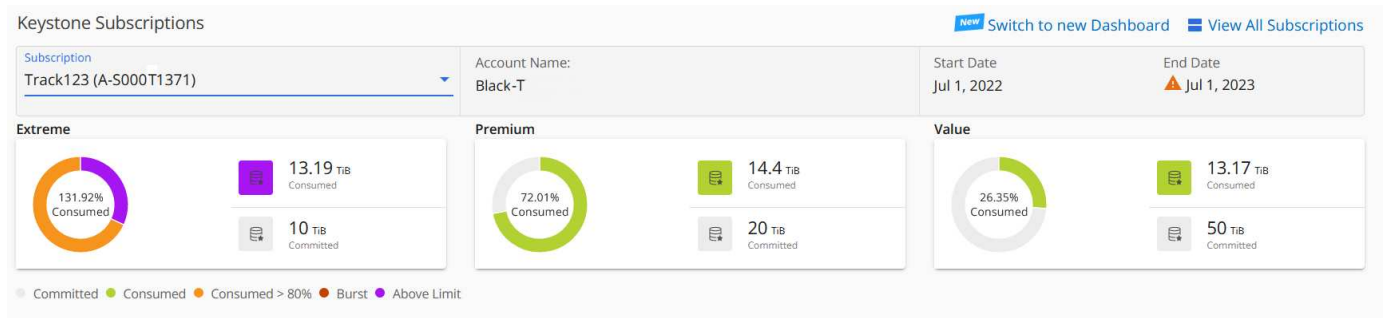 Keystone Subscriptions
New Switch to new Dashboard View All Subscriptions
Subscription
Track123 (A-S000T1371)
Account Name:
Black-T
Start Date
Jul 1, 2022
End Date
Jul 1, 2023
Extreme
131.92%
Consumed
13.19 TiB
Consumed
10 TiB
Committed
Premium
72.01%
Consumed
14.4 TiB
Consumed
20 TiB
Committed
Value
26.35%
Consumed
13.17 TiB
Consumed
50 TiB
Committed
Committed Consumed Consumed > 80% Burst Above Limit